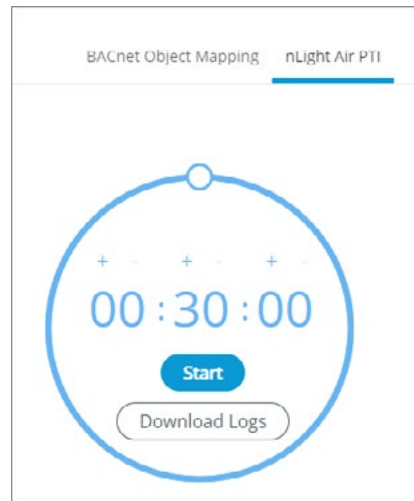 BACnet Object Mapping nLight Air PTI
+ - + - + -
00 : 30 : 00
Start
Download Logs